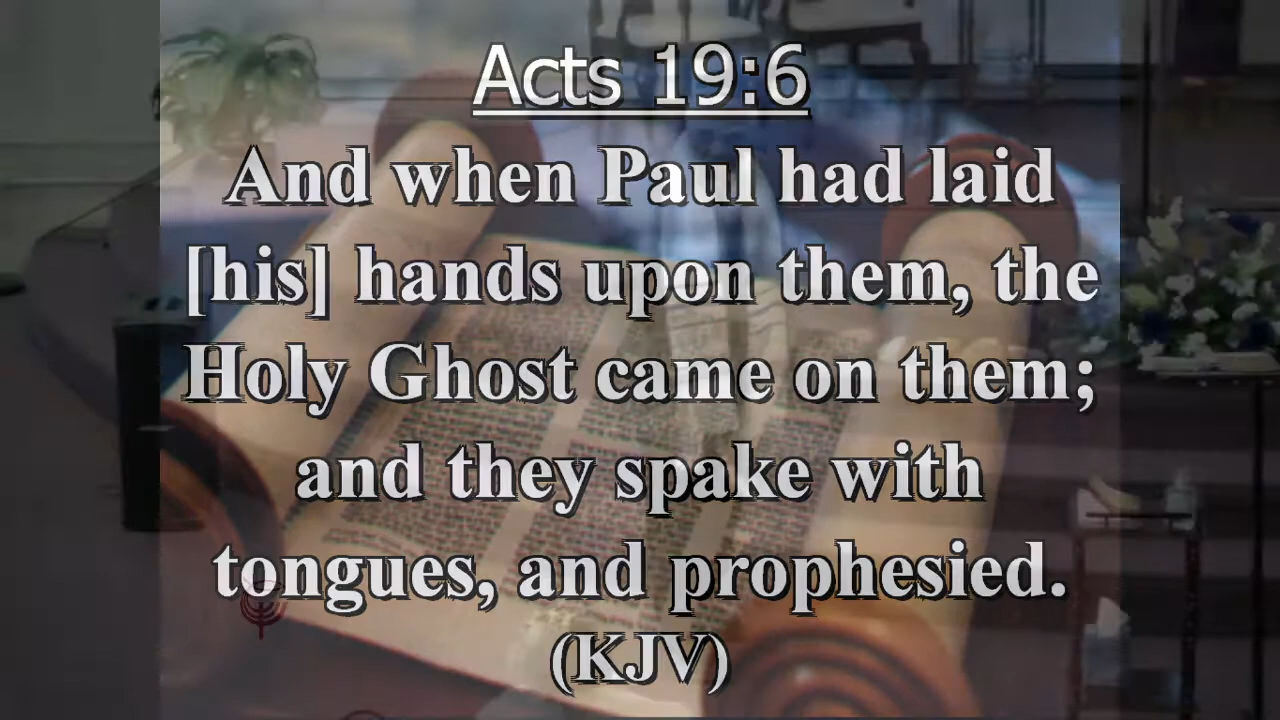 Acts 19:6
And when Paul had laid
[his] hands upon them, the
Holy Ghost came on them;
and they spake with
tongues, and prophesied.
(KJV)